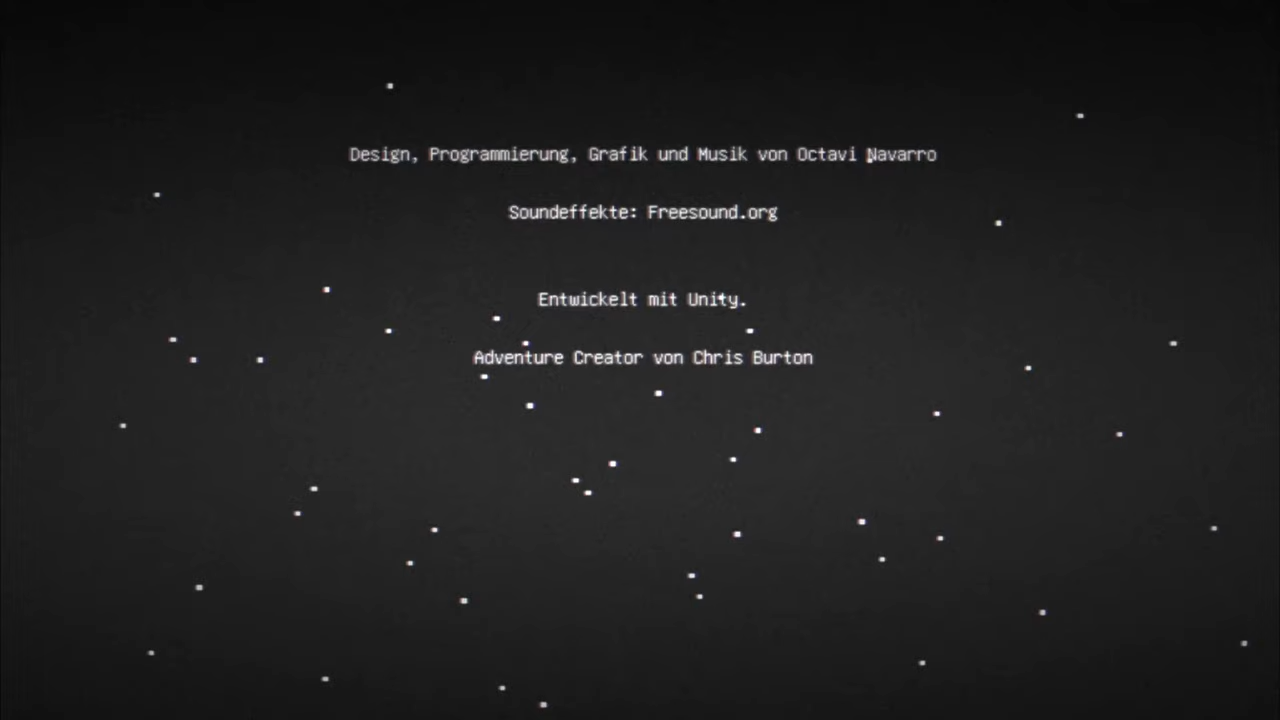 Design, Programmierung, Grafik und Musik von Octavi Navarro
Soundeffekte: Freesound.org
Entwickelt mit Unity.
Adventure Creator von Chris Burton